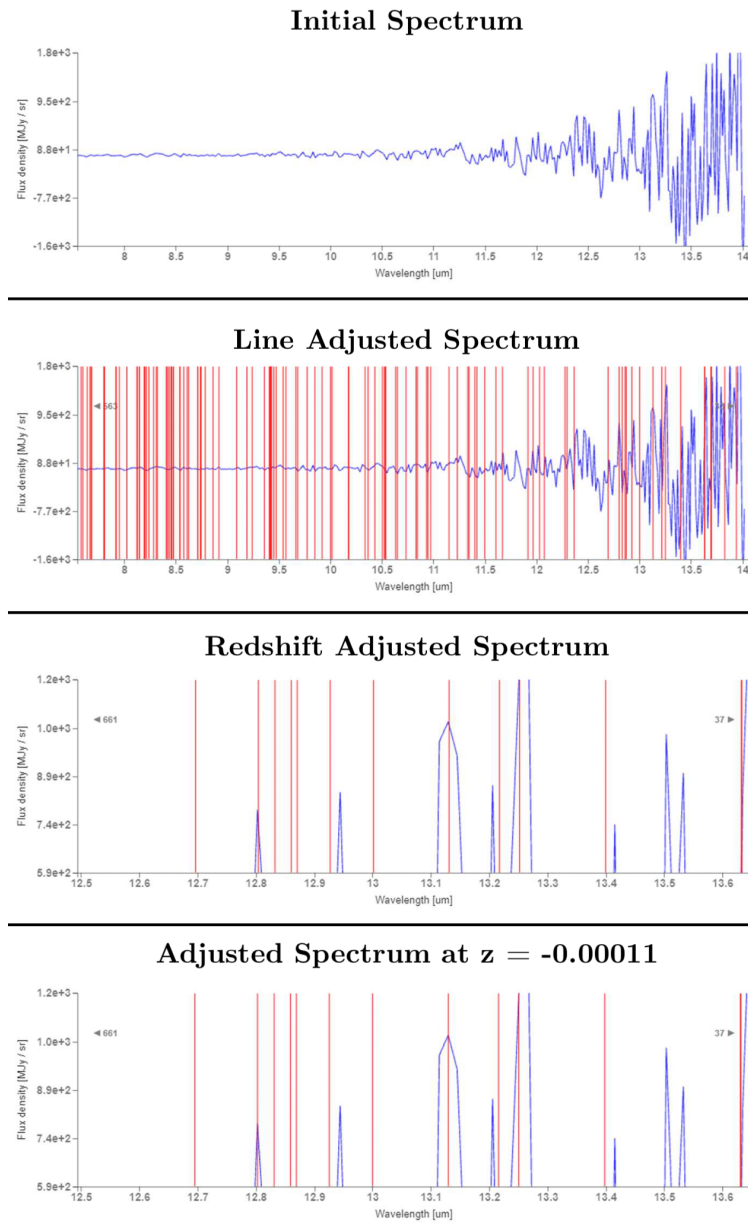 Initial Spectrum
1.8e+3
9.5e+2
8.8e+1
-7.7e+2
-1.6e+3
Flux density [MJy / sr]
8 8.5 9 9.5 10 10.5 11 11.5 12 12.5 13 13.5 14
Wavelength [um]
Line Adjusted Spectrum
1.8e+3
9.5e+2
8.8e+1
-7.7e+2
-1.6e+3
Flux density [MJy / sr]
8 8.5 9 9.5 10 10.5 11 11.5 12 12.5 13 13.5 14
Wavelength [um]
Redshift Adjusted Spectrum
1.2e+3
◄ 661 37 ►
1.0e+3
8.9e+2
7.4e+2
5.9e+2
Flux density [MJy / sr]
12.5 12.6 12.7 12.8 12.9 13 13.1 13.2 13.3 13.4 13.5 13.6
Wavelength [um]
Adjusted Spectrum at z = -0.00011
1.2e+3
◄ 661 37 ►
1.0e+3
8.9e+2
7.4e+2
5.9e+2
Flux density [MJy / sr]
12.5 12.6 12.7 12.8 12.9 13 13.1 13.2 13.3 13.4 13.5 13.6
Wavelength [um]